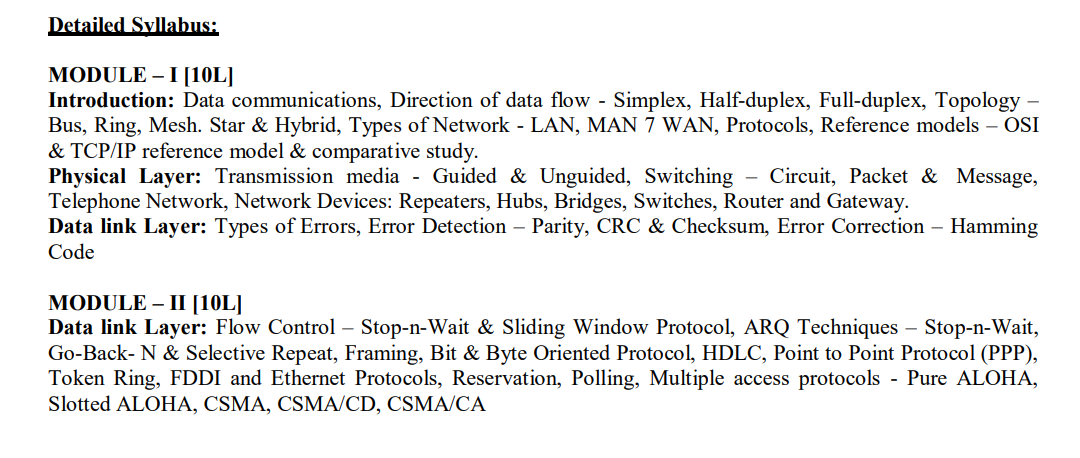 Detailed Syllabus:
MODULE – I [10L]
Introduction: Data communications, Direction of data flow - Simplex, Half-duplex, Full-duplex, Topology –
Bus, Ring, Mesh. Star & Hybrid, Types of Network - LAN, MAN 7 WAN, Protocols, Reference models – OSI
& TCP/IP reference model & comparative study.
Physical Layer: Transmission media - Guided & Unguided, Switching – Circuit, Packet & Message,
Telephone Network, Network Devices: Repeaters, Hubs, Bridges, Switches, Router and Gateway.
Data link Layer: Types of Errors, Error Detection – Parity, CRC & Checksum, Error Correction – Hamming
Code
MODULE – II [10L]
Data link Layer: Flow Control – Stop-n-Wait & Sliding Window Protocol, ARQ Techniques – Stop-n-Wait,
Go-Back- N & Selective Repeat, Framing, Bit & Byte Oriented Protocol, HDLC, Point to Point Protocol (PPP),
Token Ring, FDDI and Ethernet Protocols, Reservation, Polling, Multiple access protocols - Pure ALOHA,
Slotted ALOHA, CSMA, CSMA/CD, CSMA/CA